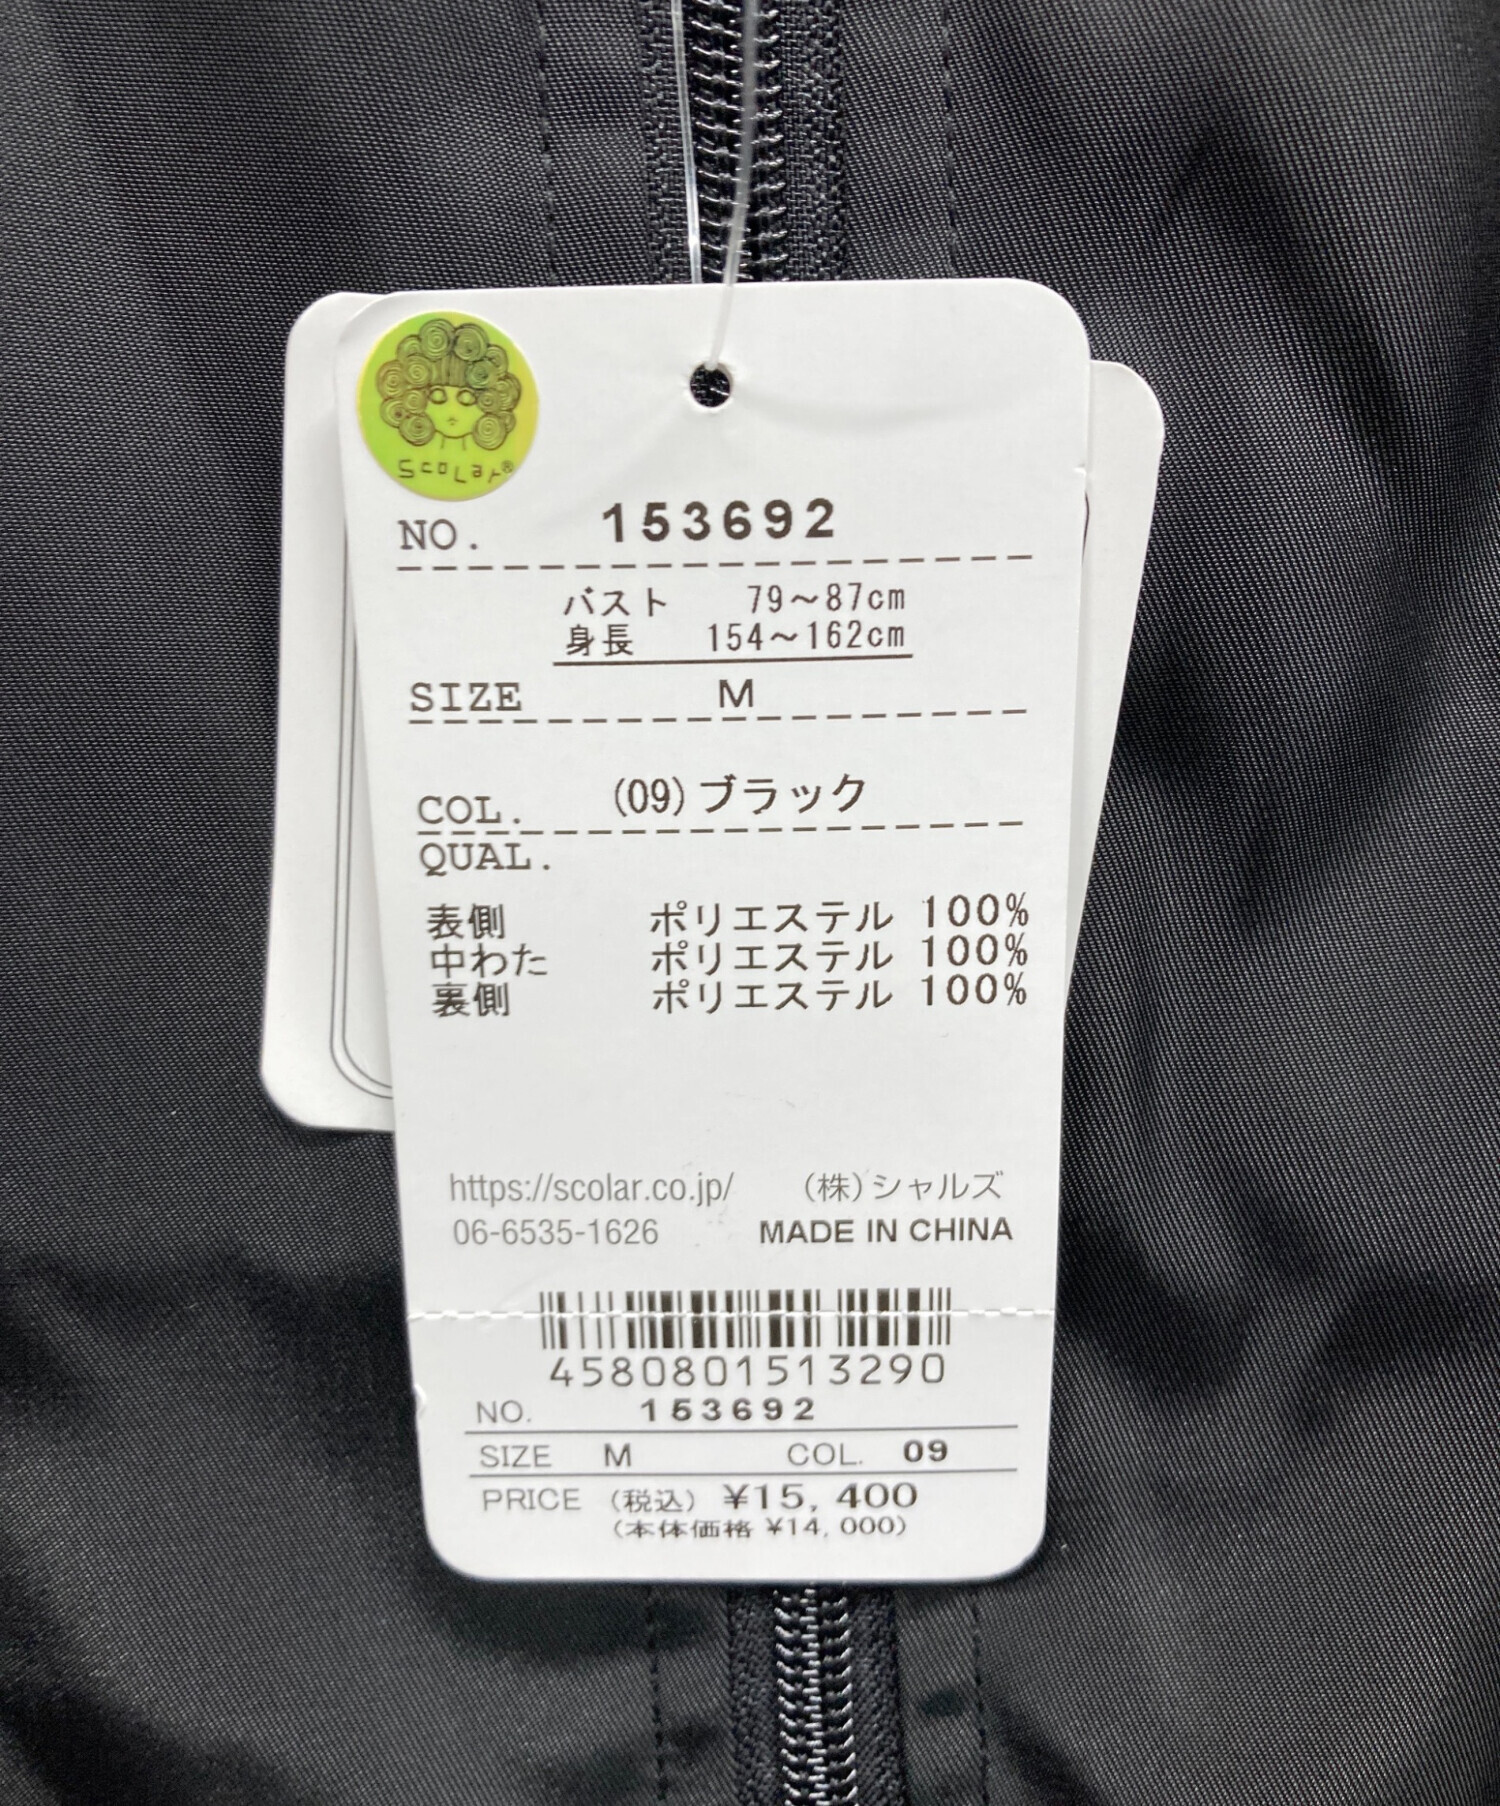 ScoLar®
NO. 153692
バスト 79～87cm
身長 154～162cm
SIZE M
COL. (09)ブラック
QUAL.
表側 ポリエステル 100%
中わた ポリエステル 100%
裏側 ポリエステル 100%
https://scolar.co.jp/ (株)シャルズ
06-6535-1626 MADE IN CHINA
4580801513290
NO. 153692
SIZE M COL. 09
PRICE (税込) ¥15,400
(本体価格 ¥14,000)